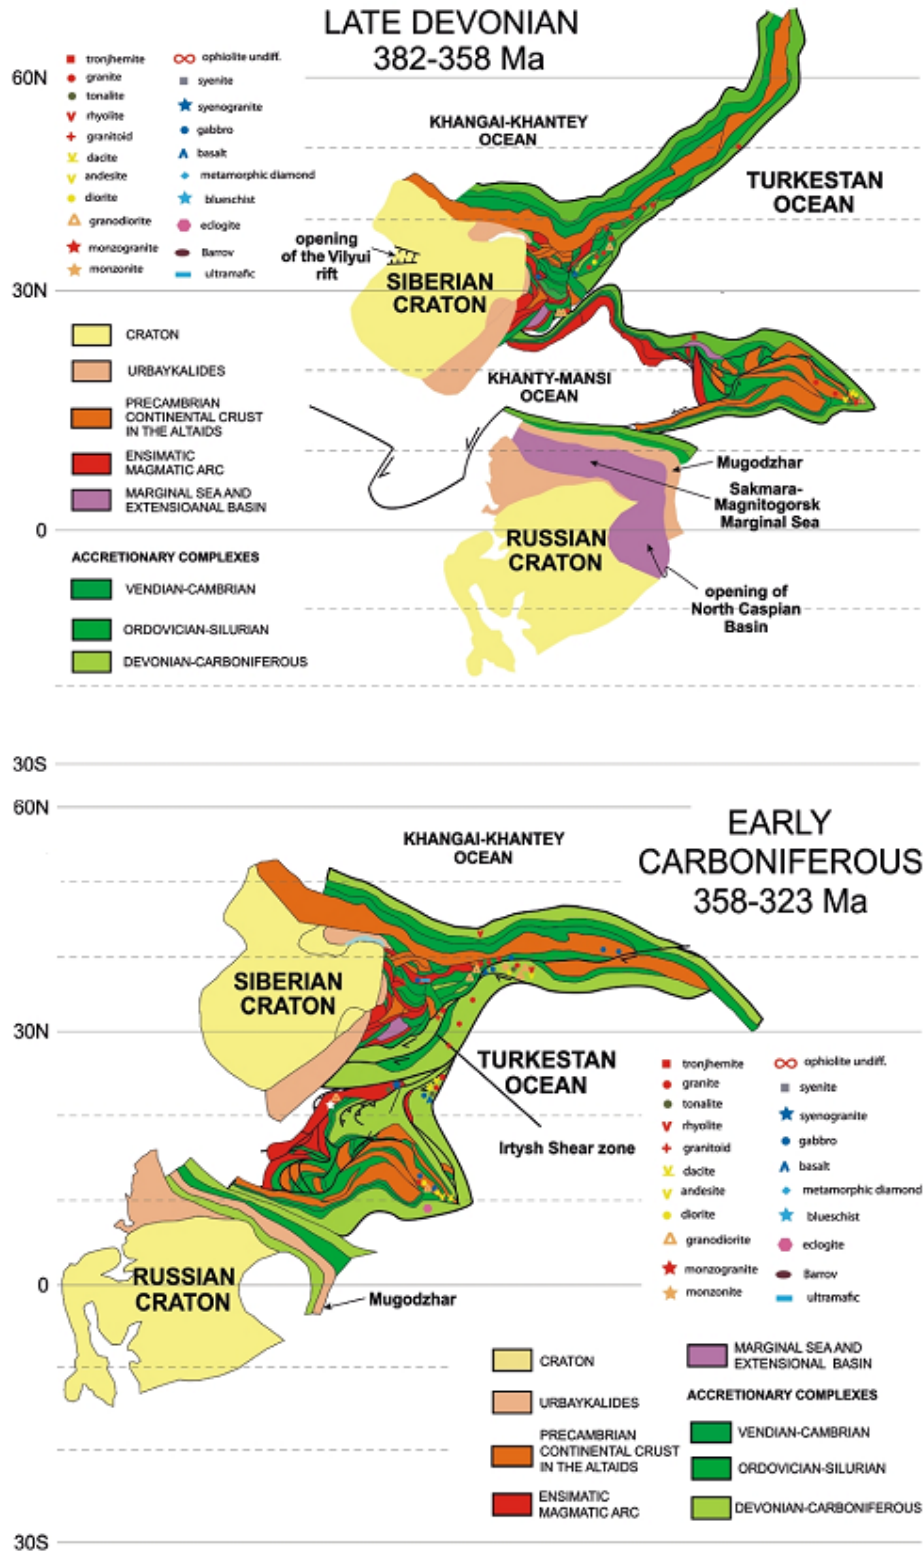 LATE DEVONIAN
382-358 Ma
tronjhemite
granite
tonalite
rhyolite
granitoid
dacite
andesite
diorite
granodiorite
monzogranite
monzonite
ophiolite undiff.
syenite
syenogranite
gabbro
basalt
metamorphic diamond
blueschist
eclogite
Barrov
ultramafic
60N
30N
0
30S
KHANGAI-KHANTEY
OCEAN
TURKESTAN
OCEAN
opening
of the Vilyui
rift
SIBERIAN
CRATON
KHANTY-MANSI
OCEAN
Mugodzhar
Sakmara-
Magnitogorsk
Marginal Sea
RUSSIAN
CRATON
opening of
North Caspian
Basin
CRATON
URBAYKALIDES
PRECAMBRIAN
CONTINENTAL CRUST
IN THE ALTAIDS
ENSIMATIC
MAGMATIC ARC
MARGINAL SEA AND
EXTENSIOANAL BASIN
ACCRETIONARY COMPLEXES
VENDIAN-CAMBRIAN
ORDOVICIAN-SILURIAN
DEVONIAN-CARBONIFEROUS
60N
30N
0
30S
EARLY
CARBONIFEROUS
358-323 Ma
KHANGAI-KHANTEY
OCEAN
SIBERIAN
CRATON
TURKESTAN
OCEAN
Irtysh Shear zone
RUSSIAN
CRATON
Mugodzhar
tronjhemite
granite
tonalite
rhyolite
granitoid
dacite
andesite
diorite
granodiorite
monzogranite
monzonite
ophiolite undiff.
syenite
syenogranite
gabbro
basalt
metamorphic diamond
blueschist
eclogite
Barrov
ultramafic
CRATON
URBAYKALIDES
PRECAMBRIAN
CONTINENTAL CRUST
IN THE ALTAIDS
ENSIMATIC
MAGMATIC ARC
MARGINAL SEA AND
EXTENSIONAL BASIN
ACCRETIONARY COMPLEXES
VENDIAN-CAMBRIAN
ORDOVICIAN-SILURIAN
DEVONIAN-CARBONIFEROUS